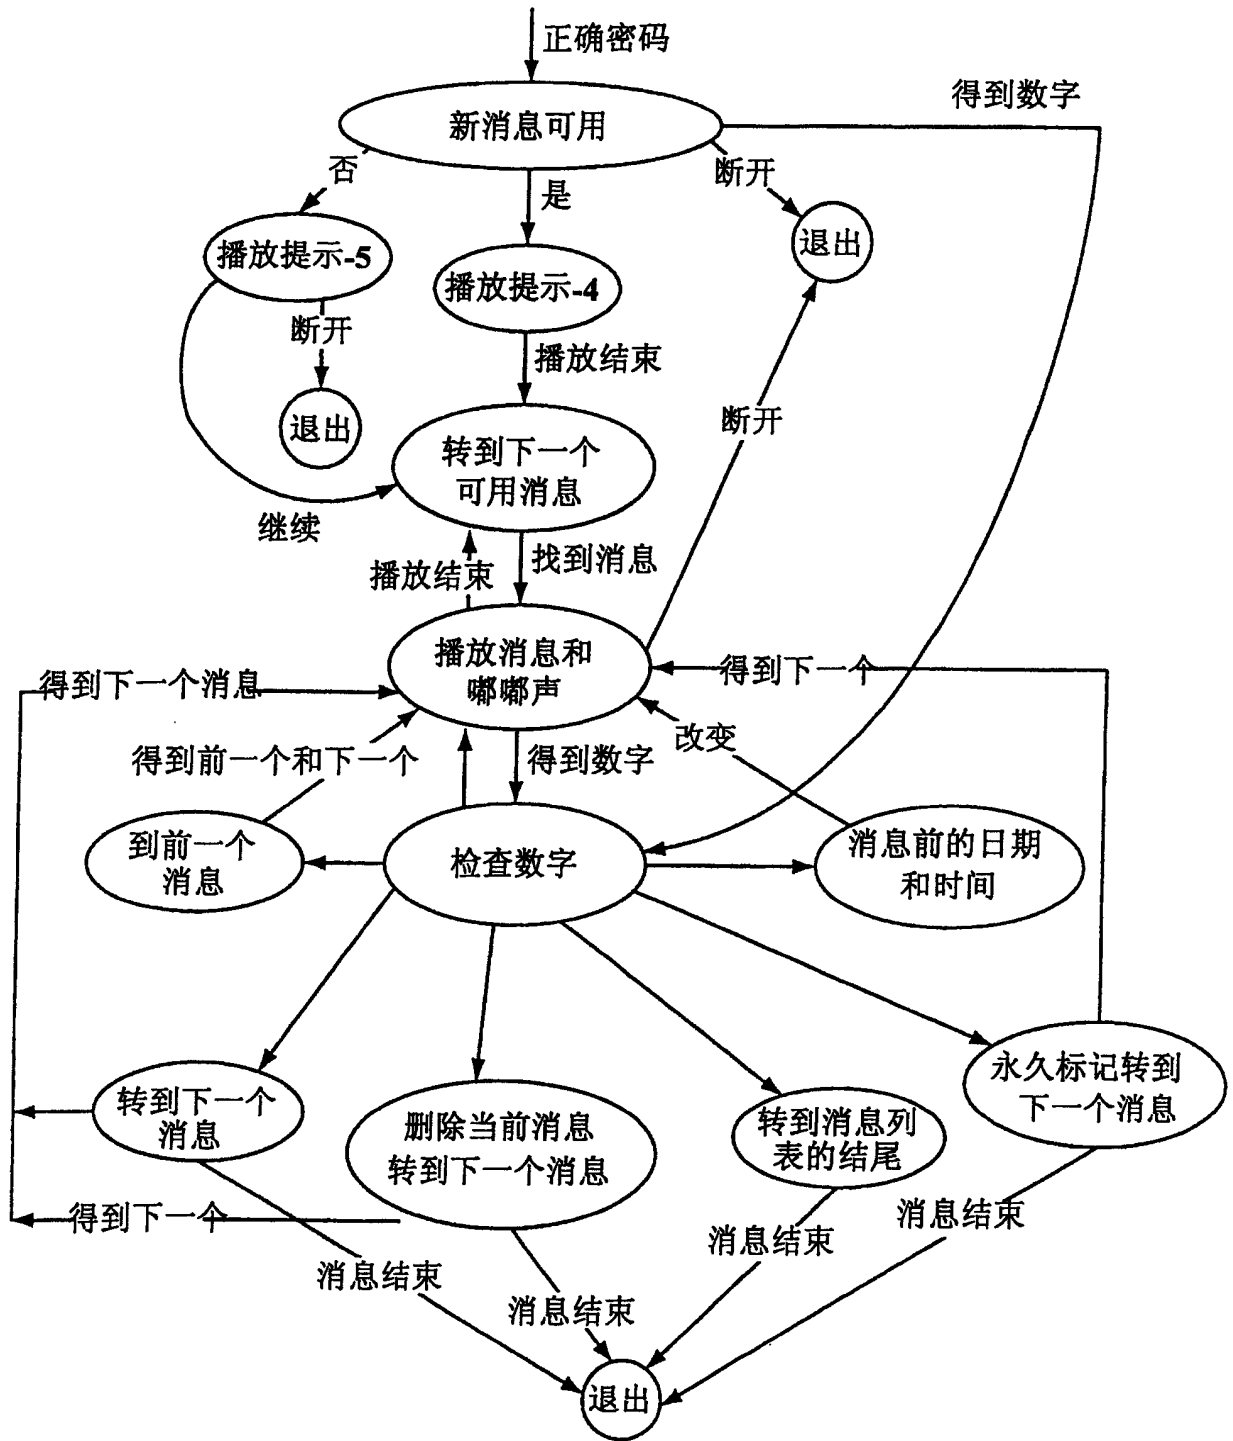 正确密码
得到数字
新消息可用
否
是
断开
退出
播放提示-5
播放提示-4
断开
播放结束
断开
退出
转到下一个
可用消息
继续
找到消息
播放结束
播放消息和
嘟嘟声
得到下一个消息
得到下一个
改变
得到前一个和下一个
得到数字
到前一个
消息
检查数字
消息前的日期
和时间
转到下一个
消息
删除当前消息
转到下一个消息
转到消息列
表的结尾
永久标记转到
下一个消息
得到下一个
消息结束
消息结束
消息结束
消息结束
退出